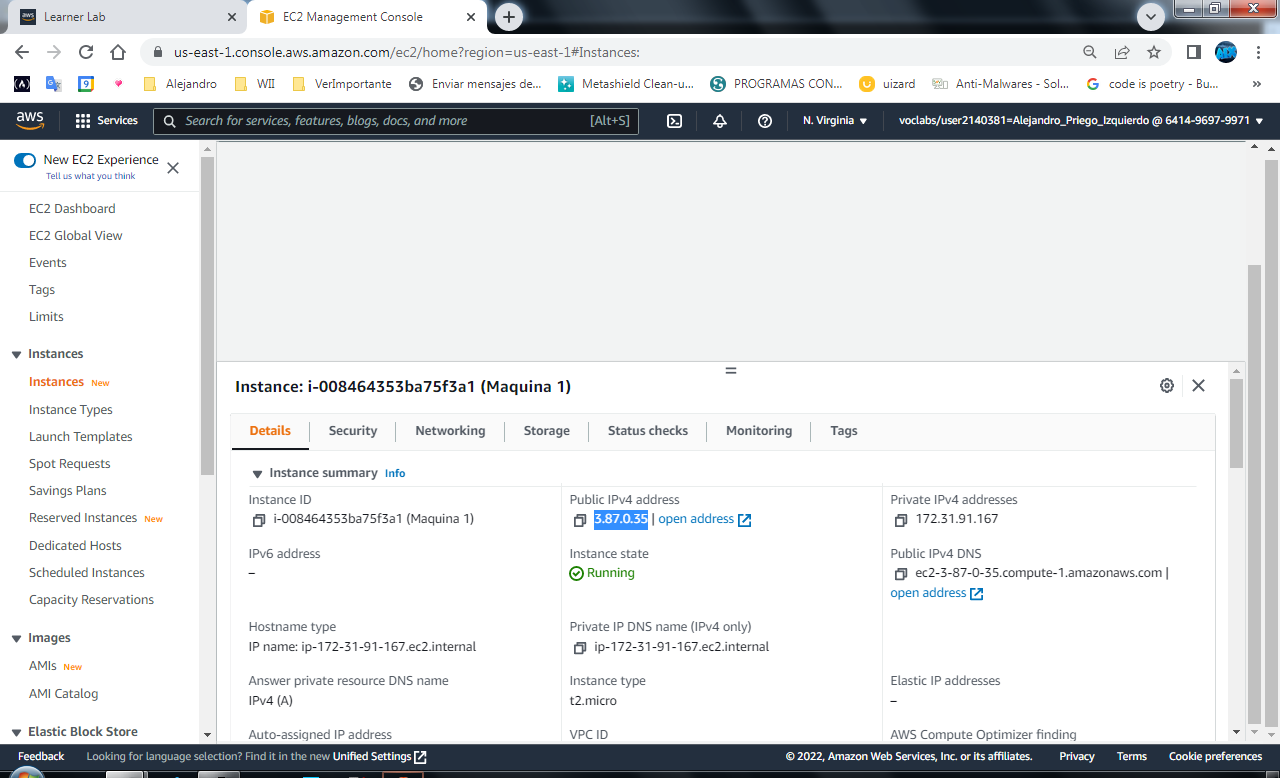 Learner Lab
EC2 Management Console
us-east-1.console.aws.amazon.com/ec2/home?region=us-east-1#Instances:
Alejandro WII VerImportante Enviar mensajes de... Metashield Clean-u... PROGRAMAS CON... uizard Anti-Malwares - Sol... code is poetry - Bu... »
aws Services Search for services, features, blogs, docs, and more [Alt+S] N. Virginia voclabs/user2140381=Alejandro_Priego_Izquierdo @ 6414-9697-9971
New EC2 Experience
Tell us what you think
EC2 Dashboard
EC2 Global View
Events
Tags
Limits
Instances
Instances New
Instance Types
Launch Templates
Spot Requests
Savings Plans
Reserved Instances New
Dedicated Hosts
Scheduled Instances
Capacity Reservations
Images
AMIs New
AMI Catalog
Elastic Block Store
Instance: i-008464353ba75f3a1 (Maquina 1)
Details Security Networking Storage Status checks Monitoring Tags
Instance summary Info
Instance ID
i-008464353ba75f3a1 (Maquina 1)
Public IPv4 address
3.87.0.35 | open address
Private IPv4 addresses
172.31.91.167
IPv6 address
–
Instance state
Running
Public IPv4 DNS
ec2-3-87-0-35.compute-1.amazonaws.com |
open address
Hostname type
IP name: ip-172-31-91-167.ec2.internal
Private IP DNS name (IPv4 only)
ip-172-31-91-167.ec2.internal
Answer private resource DNS name
IPv4 (A)
Instance type
t2.micro
Elastic IP addresses
–
Auto-assigned IP address
VPC ID
AWS Compute Optimizer finding
Feedback Looking for language selection? Find it in the new Unified Settings © 2022, Amazon Web Services, Inc. or its affiliates. Privacy Terms Cookie preferences